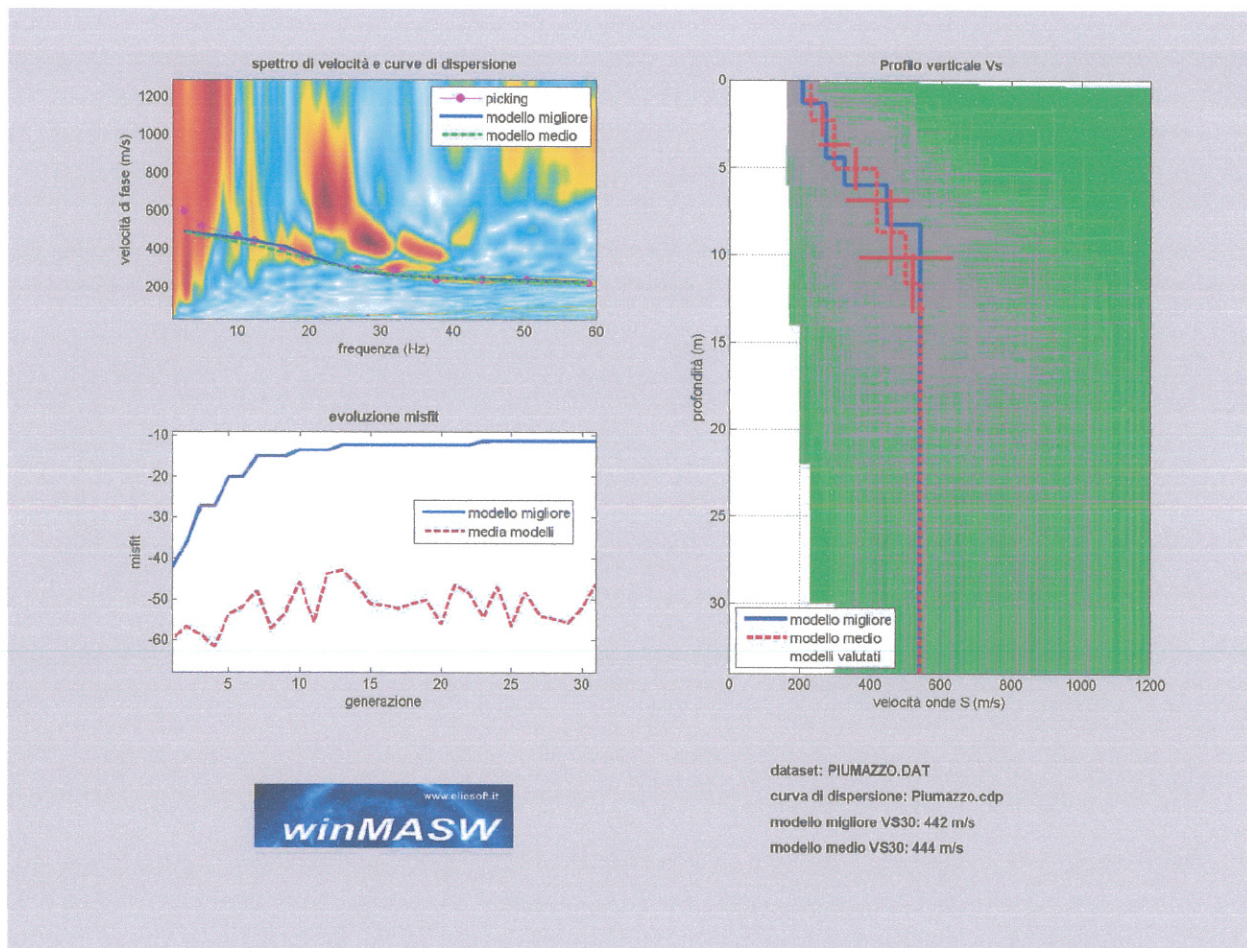 spettro di velocità e curve di dispersione
1200
1000
800
600
400
200
velocità di fase (m/s)
picking
modello migliore
modello medio
10 20 30 40 50 60
frequenza (Hz)
evoluzione misfit
-10
-20
-30
-40
-50
-60
misfit
modello migliore
media modelli
5 10 15 20 25 30
generazione
Profilo verticale Vs
0
5
10
15
20
25
30
profondità (m)
modello migliore
modello medio
modelli valutati
0 200 400 600 800 1000 1200
velocità onde S (m/s)
www.eliosoft.it
winMASW
dataset: PIUMAZZO.DAT
curva di dispersione: Piumazzo.cdp
modello migliore VS30: 442 m/s
modello medio VS30: 444 m/s